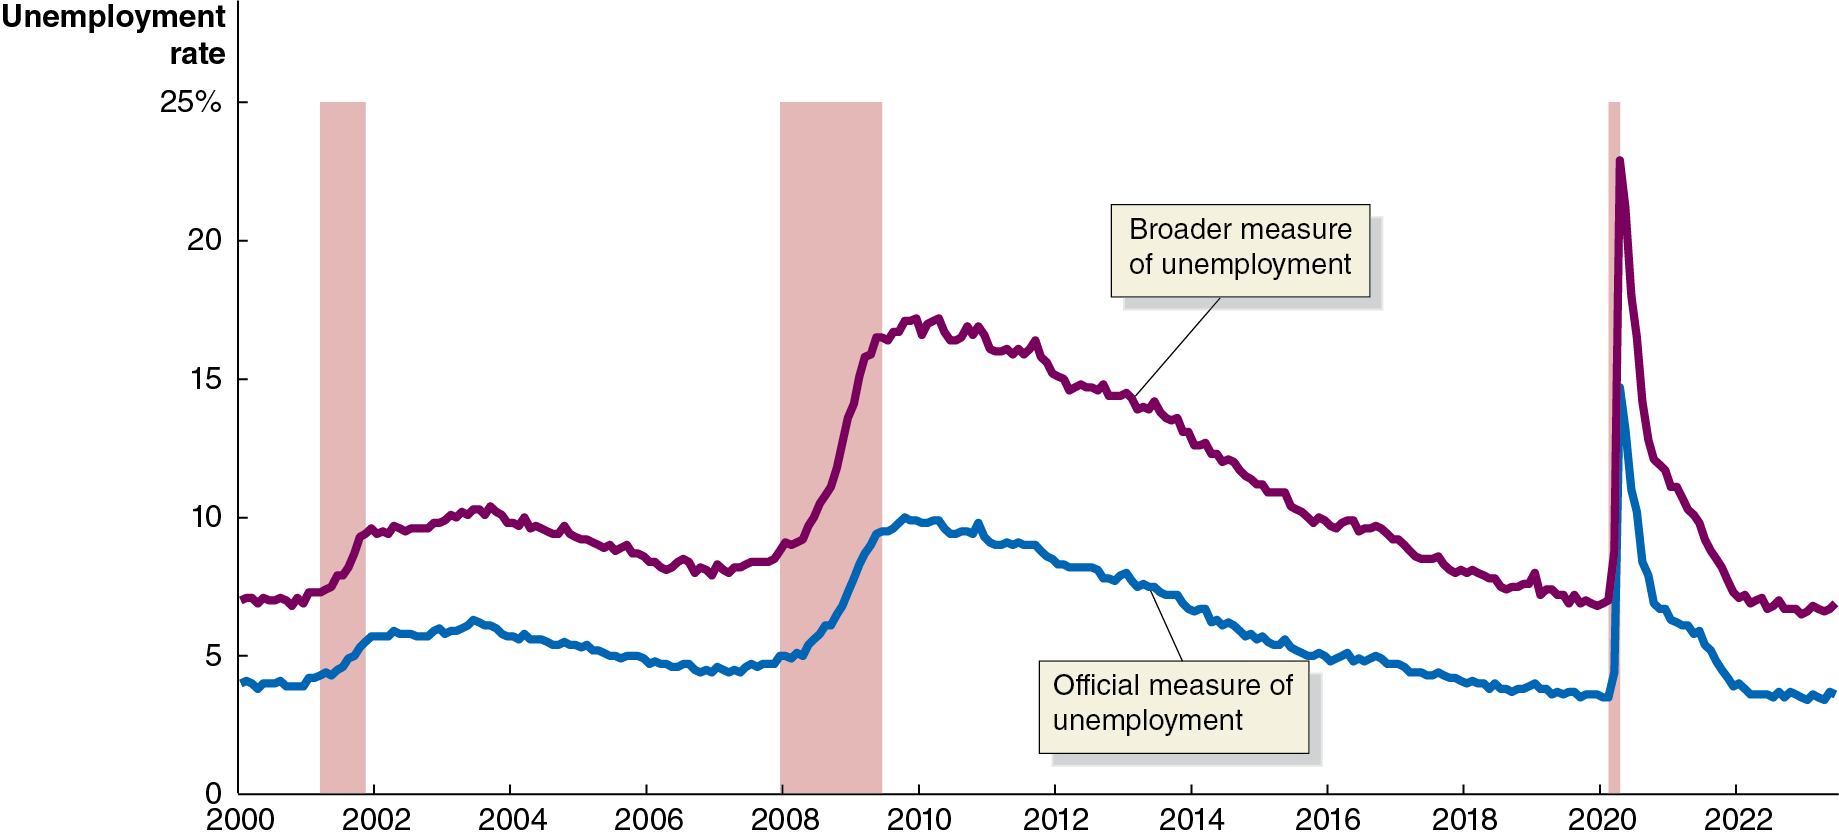 Unemployment
rate
25%
20
15
10
5
0
Broader measure
of unemployment
Official measure of
unemployment
2000 2002 2004 2006 2008 2010 2012 2014 2016 2018 2020 2022